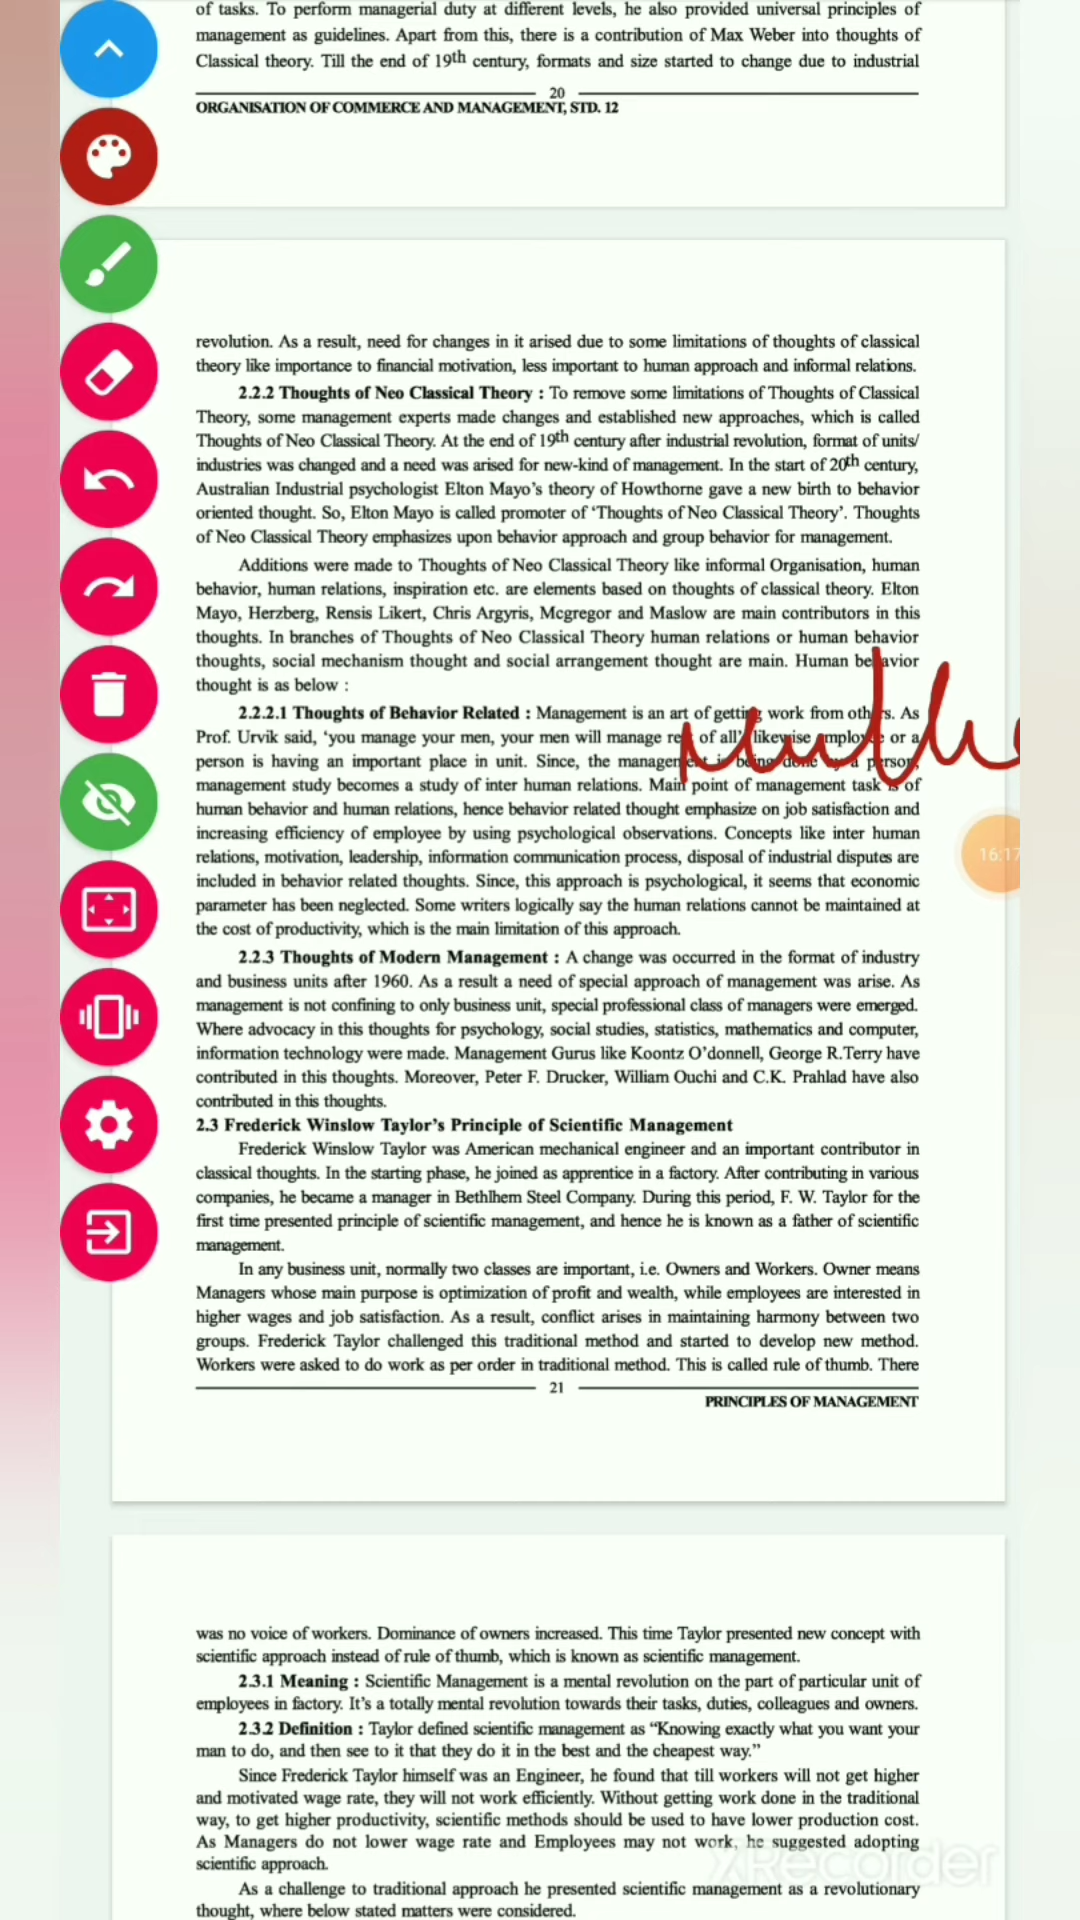 of tasks. To perform managerial duty at different levels, he also provided universal principles of
management as guidelines. Apart from this, there is a contribution of Max Weber into thoughts of
Classical theory. Till the end of 19th century, formats and size started to change due to industrial
20
ORGANISATION OF COMMERCE AND MANAGEMENT, STD. 12
revolution. As a result, need for changes in it arised due to some limitations of thoughts of classical
theory like importance to financial motivation, less important to human approach and informal relations.
2.2.2 Thoughts of Neo Classical Theory : To remove some limitations of Thoughts of Classical
Theory, some management experts made changes and established new approaches, which is called
Thoughts of Neo Classical Theory. At the end of 19th century after industrial revolution, format of units/
industries was changed and a need was arised for new-kind of management. In the start of 20th century,
Australian Industrial psychologist Elton Mayo's theory of Howthorne gave a new birth to behavior
oriented thought. So, Elton Mayo is called promoter of 'Thoughts of Neo Classical Theory'. Thoughts
of Neo Classical Theory emphasizes upon behavior approach and group behavior for management.
Additions were made to Thoughts of Neo Classical Theory like informal Organisation, human
behavior, human relations, inspiration etc. are elements based on thoughts of classical theory. Elton
Mayo, Herzberg, Rensis Likert, Chris Argyris, Mcgregor and Maslow are main contributors in this
thoughts. In branches of Thoughts of Neo Classical Theory human relations or human behavior
thoughts, social mechanism thought and social arrangement thought are main. Human behavior
thought is as below :
2.2.2.1 Thoughts of Behavior Related : Management is an art of getting work from others. As
Prof. Urvik said, 'you manage your men, your men will manage rest of all' likewise employee or a
person is having an important place in unit. Since, the management is being done by a person,
management study becomes a study of inter human relations. Main point of management task is of
human behavior and human relations, hence behavior related thought emphasize on job satisfaction and
increasing efficiency of employee by using psychological observations. Concepts like inter human
relations, motivation, leadership, information communication process, disposal of industrial disputes are
included in behavior related thoughts. Since, this approach is psychological, it seems that economic
parameter has been neglected. Some writers logically say the human relations cannot be maintained at
the cost of productivity, which is the main limitation of this approach.
16:17
2.2.3 Thoughts of Modern Management : A change was occurred in the format of industry
and business units after 1960. As a result a need of special approach of management was arise. As
management is not confining to only business unit, special professional class of managers were emerged.
Where advocacy in this thoughts for psychology, social studies, statistics, mathematics and computer,
information technology were made. Management Gurus like Koontz O'donnell, George R.Terry have
contributed in this thoughts. Moreover, Peter F. Drucker, William Ouchi and C.K. Prahlad have also
contributed in this thoughts.
2.3 Frederick Winslow Taylor's Principle of Scientific Management
Frederick Winslow Taylor was American mechanical engineer and an important contributor in
classical thoughts. In the starting phase, he joined as apprentice in a factory. After contributing in various
companies, he became a manager in Bethlhem Steel Company. During this period, F. W. Taylor for the
first time presented principle of scientific management, and hence he is known as a father of scientific
management.
In any business unit, normally two classes are important, i.e. Owners and Workers. Owner means
Managers whose main purpose is optimization of profit and wealth, while employees are interested in
higher wages and job satisfaction. As a result, conflict arises in maintaining harmony between two
groups. Frederick Taylor challenged this traditional method and started to develop new method.
Workers were asked to do work as per order in traditional method. This is called rule of thumb. There
21
PRINCIPLES OF MANAGEMENT
was no voice of workers. Dominance of owners increased. This time Taylor presented new concept with
scientific approach instead of rule of thumb, which is known as scientific management.
2.3.1 Meaning : Scientific Management is a mental revolution on the part of particular unit of
employees in factory. It's a totally mental revolution towards their tasks, duties, colleagues and owners.
2.3.2 Definition : Taylor defined scientific management as "Knowing exactly what you want your
man to do, and then see to it that they do it in the best and the cheapest way."
Since Frederick Taylor himself was an Engineer, he found that till workers will not get higher
and motivated wage rate, they will not work efficiently. Without getting work done in the traditional
way, to get higher productivity, scientific methods should be used to have lower production cost.
As Managers do not lower wage rate and Employees may not work, he suggested adopting
scientific approach.
XRecorder
As a challenge to traditional approach he presented scientific management as a revolutionary
thought, where below stated matters were considered.